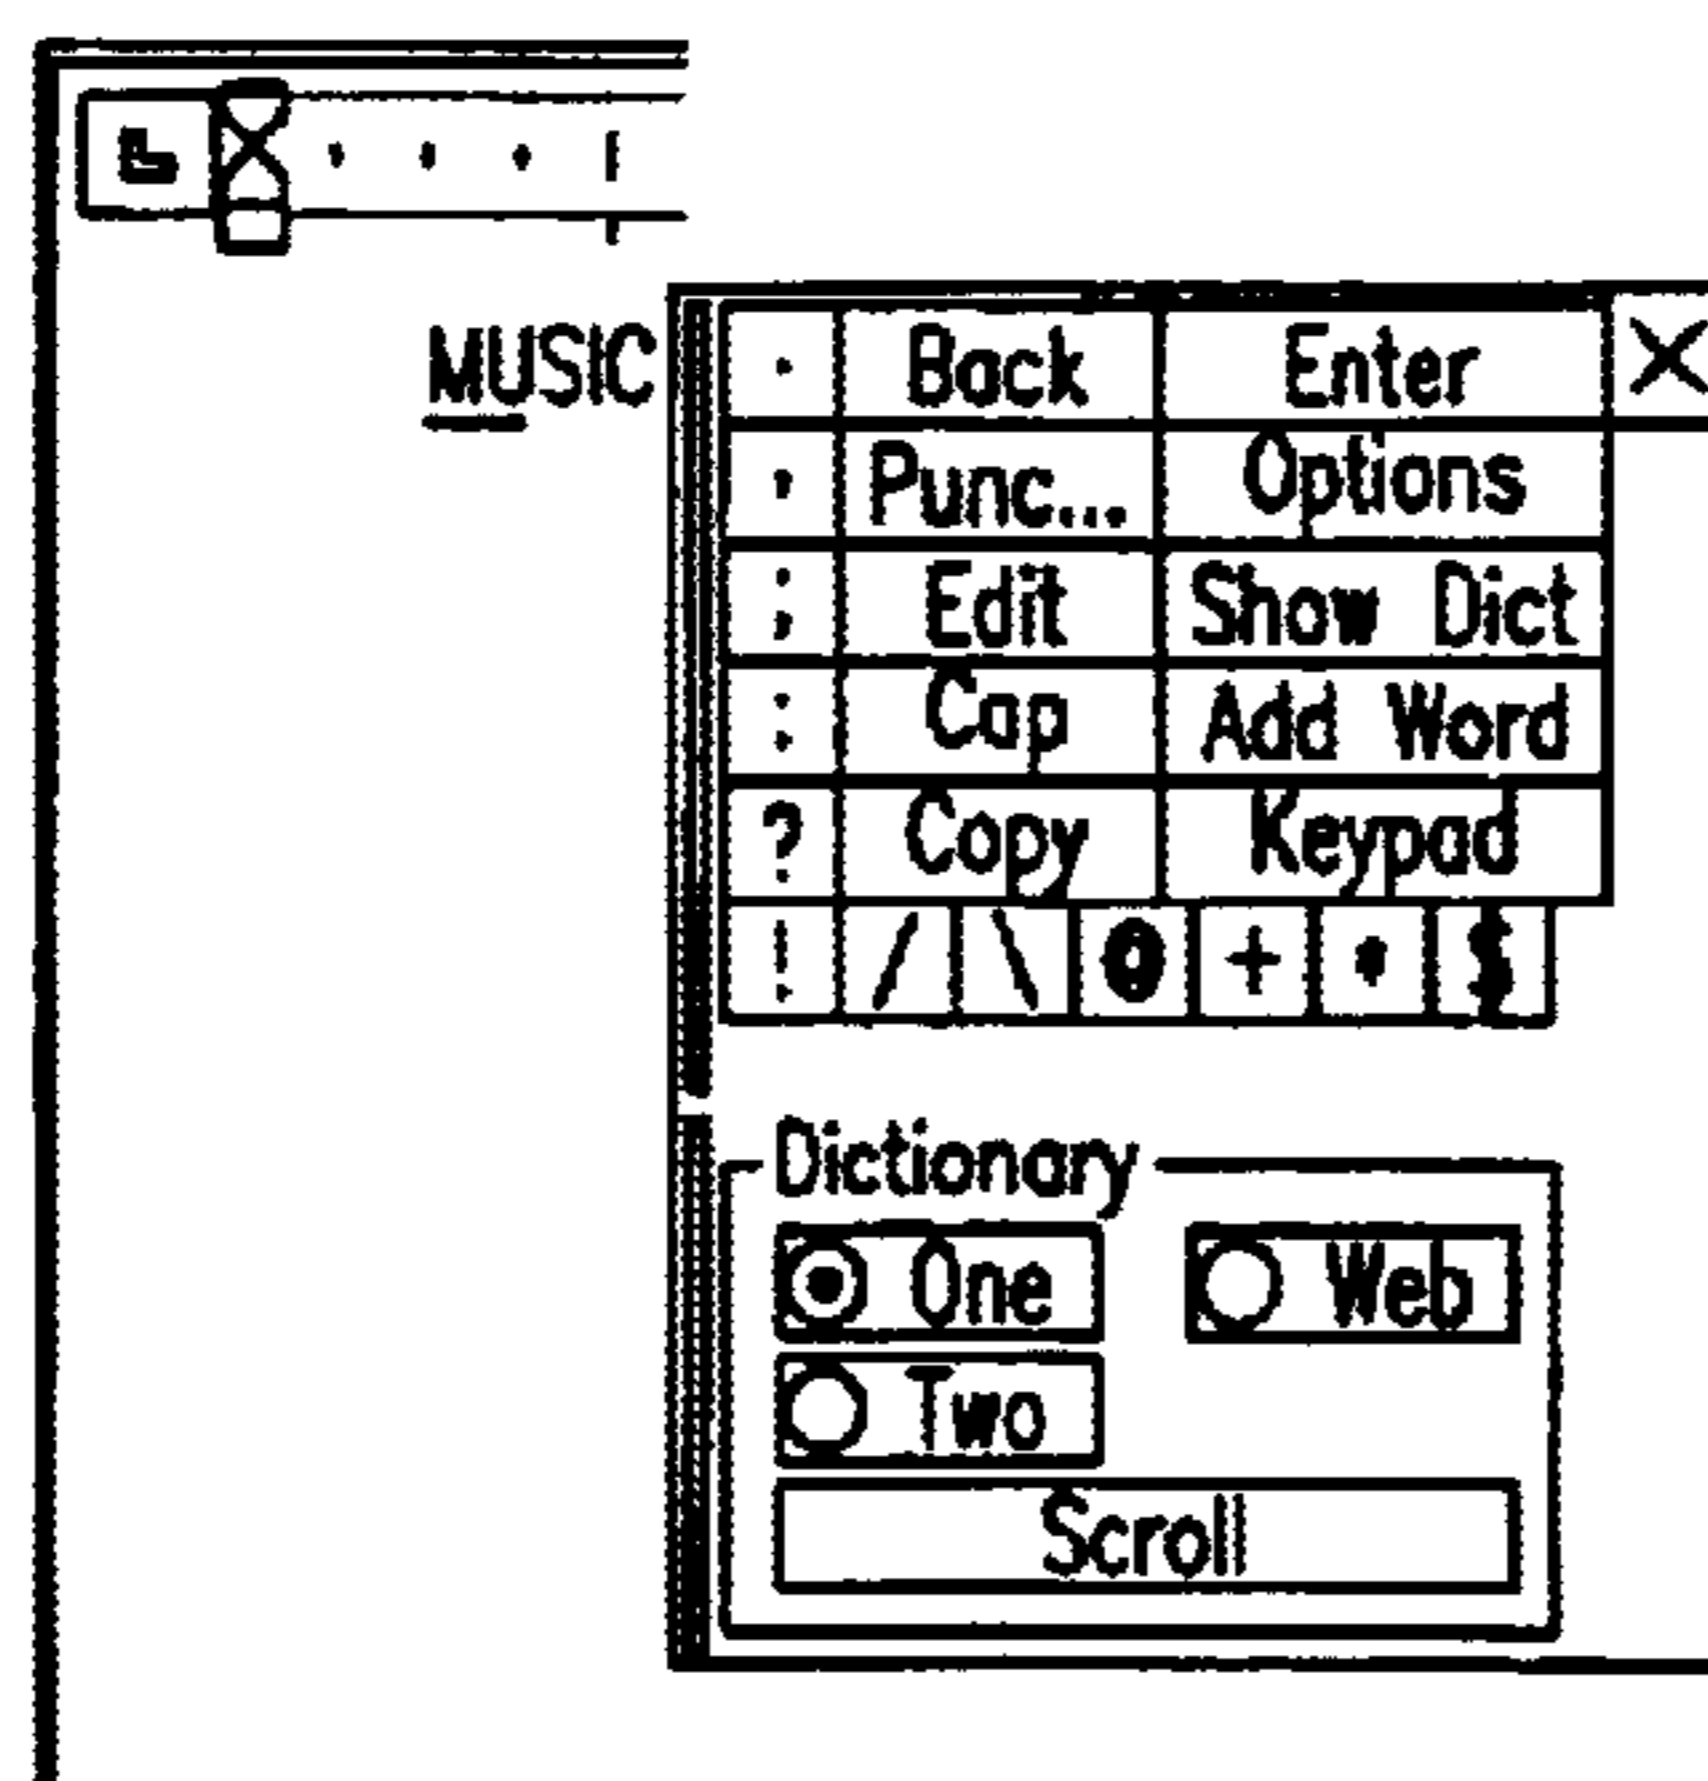 MUSIC
. Back Enter X
, Punc... Options
; Edit Show Dict
: Cap Add Word
? Copy Keypad
! / \ + $
Dictionary
One Web
Two
Scroll